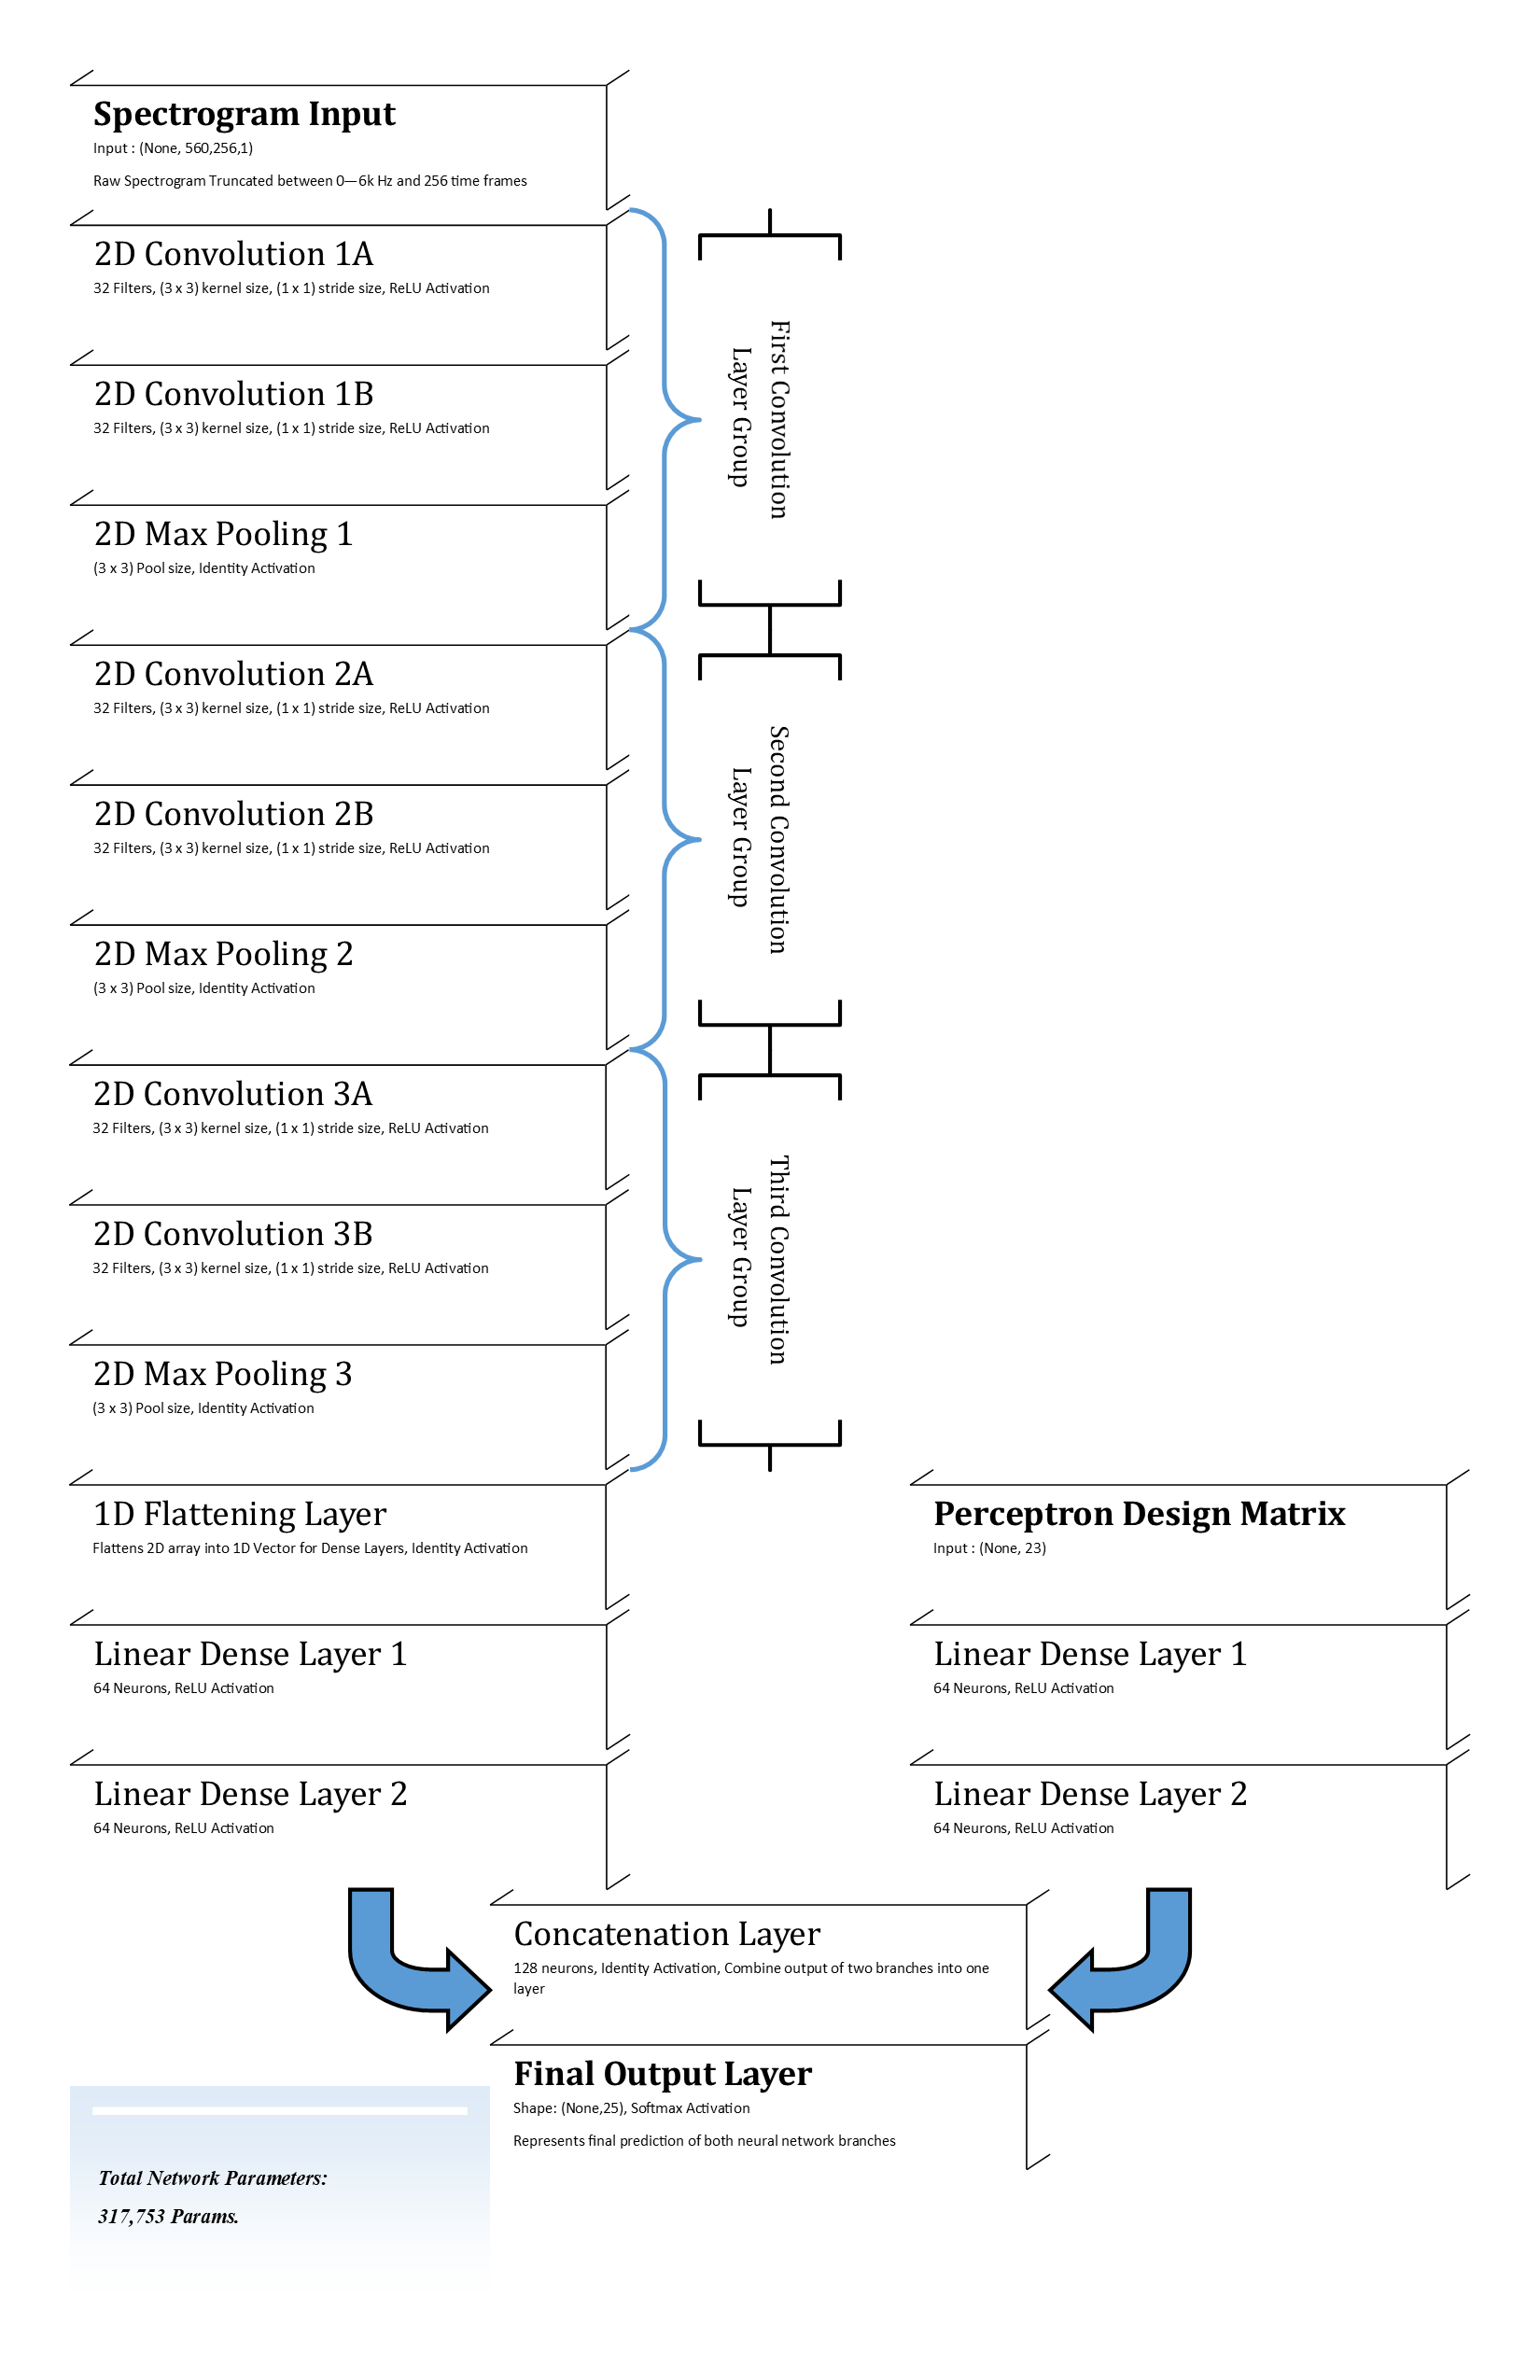 Spectrogram Input
Input : (None, 560,256,1)
Raw Spectrogram Truncated between 0—6k Hz and 256 time frames
2D Convolution 1A
32 Filters, (3 x 3) kernel size, (1 x 1) stride size, ReLU Activation
2D Convolution 1B
32 Filters, (3 x 3) kernel size, (1 x 1) stride size, ReLU Activation
2D Max Pooling 1
(3 x 3) Pool size, Identity Activation
First Convolution
Layer Group
2D Convolution 2A
32 Filters, (3 x 3) kernel size, (1 x 1) stride size, ReLU Activation
2D Convolution 2B
32 Filters, (3 x 3) kernel size, (1 x 1) stride size, ReLU Activation
2D Max Pooling 2
(3 x 3) Pool size, Identity Activation
Second Convolution
Layer Group
2D Convolution 3A
32 Filters, (3 x 3) kernel size, (1 x 1) stride size, ReLU Activation
2D Convolution 3B
32 Filters, (3 x 3) kernel size, (1 x 1) stride size, ReLU Activation
2D Max Pooling 3
(3 x 3) Pool size, Identity Activation
Third Convolution
Layer Group
1D Flattening Layer
Flattens 2D array into 1D Vector for Dense Layers, Identity Activation
Linear Dense Layer 1
64 Neurons, ReLU Activation
Linear Dense Layer 2
64 Neurons, ReLU Activation
Perceptron Design Matrix
Input : (None, 23)
Linear Dense Layer 1
64 Neurons, ReLU Activation
Linear Dense Layer 2
64 Neurons, ReLU Activation
Concatenation Layer
128 neurons, Identity Activation, Combine output of two branches into one
layer
Final Output Layer
Shape: (None,25), Softmax Activation
Represents final prediction of both neural network branches
Total Network Parameters:
317,753 Params.